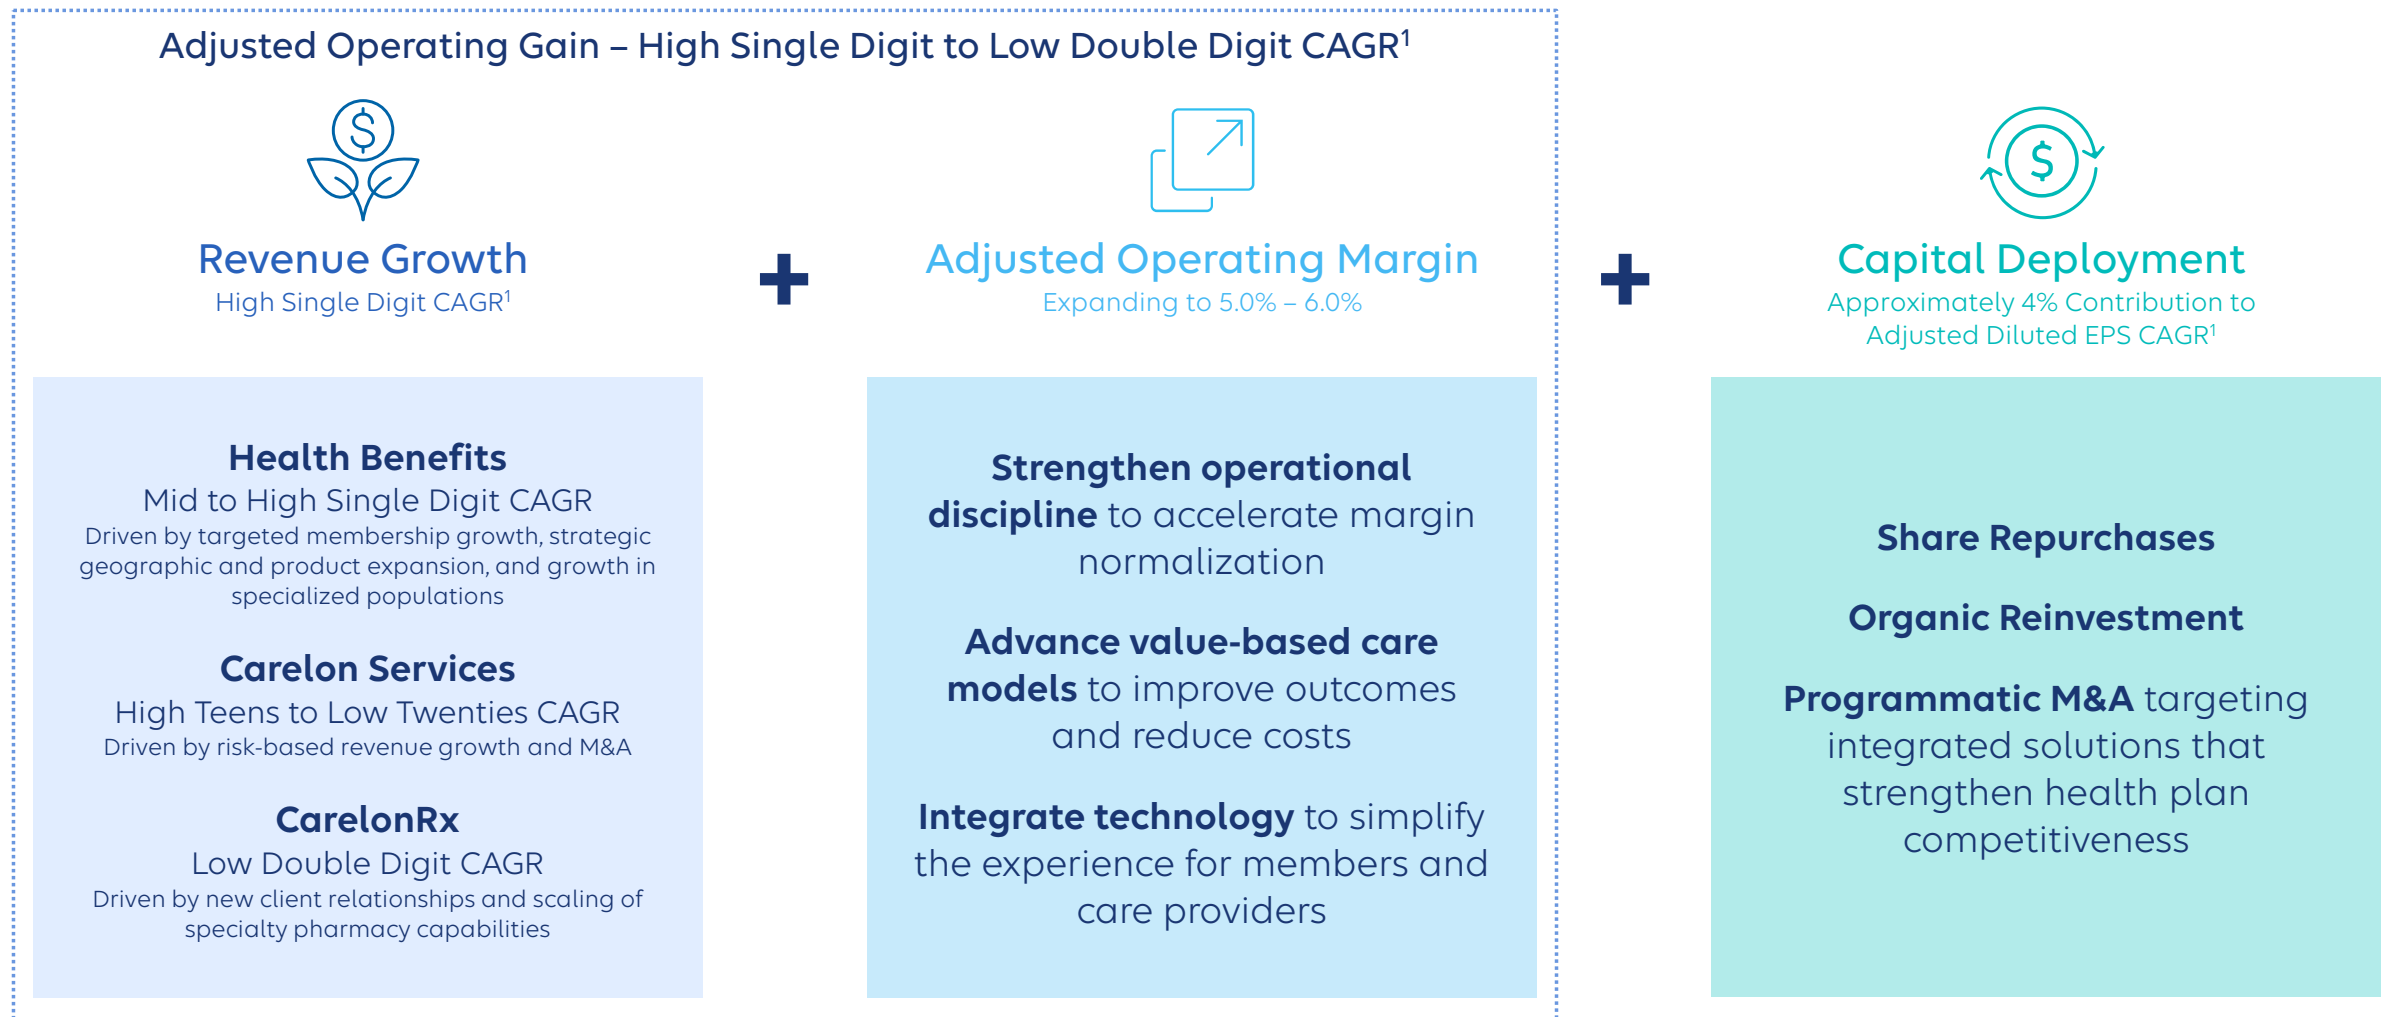 Adjusted Operating Gain – High Single Digit to Low Double Digit CAGR¹
$
Revenue Growth
High Single Digit CAGR¹
Health Benefits
Mid to High Single Digit CAGR
Driven by targeted membership growth, strategic
geographic and product expansion, and growth in
specialized populations
Carelon Services
High Teens to Low Twenties CAGR
Driven by risk-based revenue growth and M&A
CarelonRx
Low Double Digit CAGR
Driven by new client relationships and scaling of
specialty pharmacy capabilities
+
Adjusted Operating Margin
Expanding to 5.0% – 6.0%
Strengthen operational
discipline to accelerate margin
normalization
Advance value-based care
models to improve outcomes
and reduce costs
Integrate technology to simplify
the experience for members and
care providers
+
$
Capital Deployment
Approximately 4% Contribution to
Adjusted Diluted EPS CAGR¹
Share Repurchases
Organic Reinvestment
Programmatic M&A targeting
integrated solutions that
strengthen health plan
competitiveness